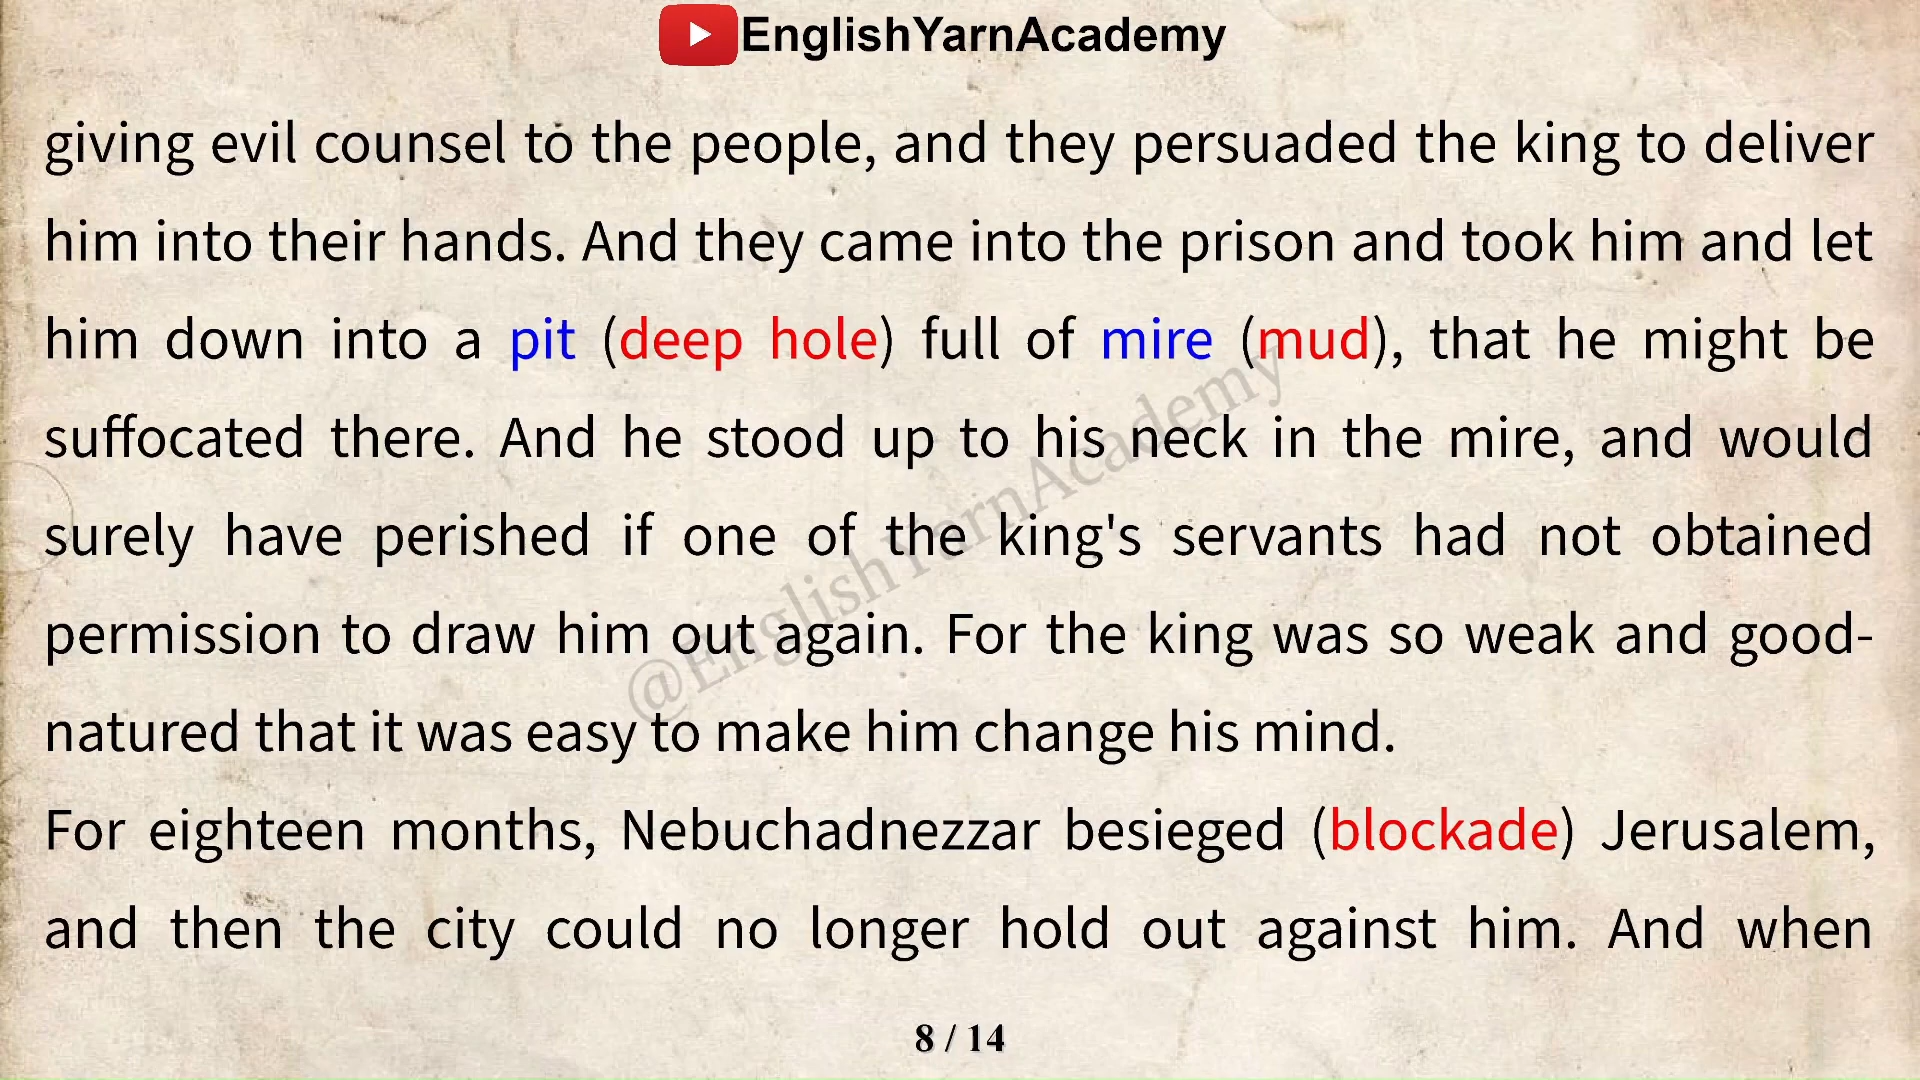 EnglishYarnAcademy
giving evil counsel to the people, and they persuaded the king to deliver
him into their hands. And they came into the prison and took him and let
him down into a pit (deep hole) full of mire (mud), that he might be
suffocated there. And he stood up to his neck in the mire, and would
surely have perished if one of the king's servants had not obtained
permission to draw him out again. For the king was so weak and good-
natured that it was easy to make him change his mind.
For eighteen months, Nebuchadnezzar besieged (blockade) Jerusalem,
and then the city could no longer hold out against him. And when
@EnglishYarnAcademy
8 / 14